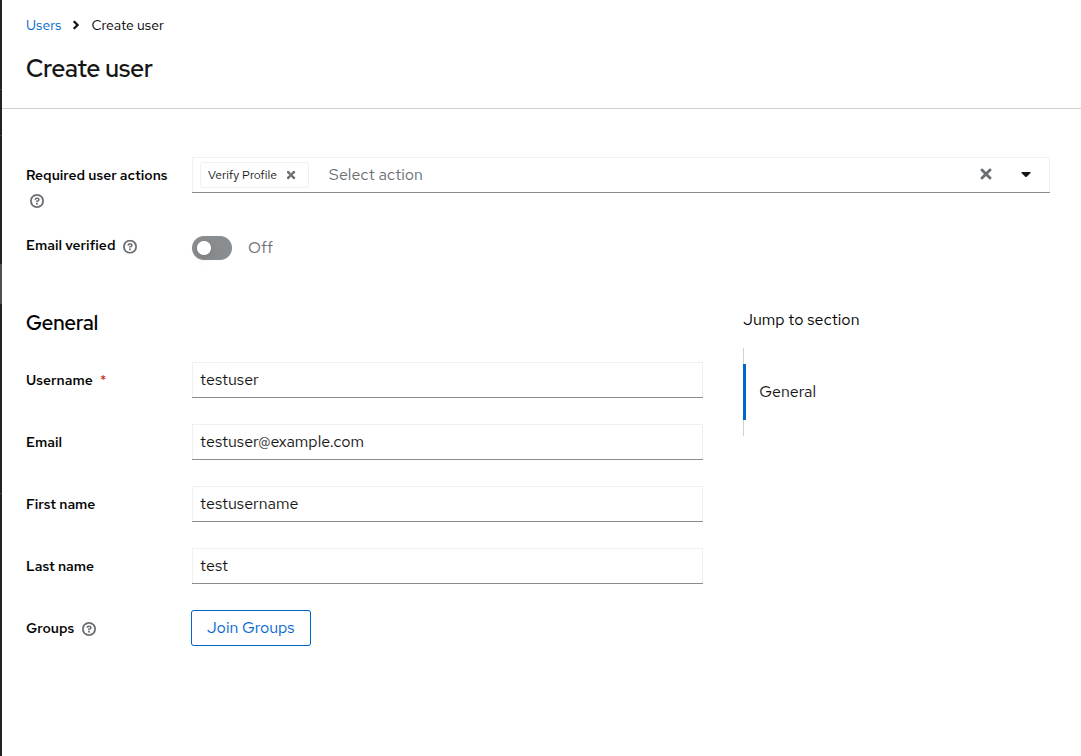 Users > Create user
Create user
Required user actions
Verify Profile
Select action
Email verified
Off
General
Jump to section
General
Username *
testuser
Email
testuser@example.com
First name
testusername
Last name
test
Groups
Join Groups